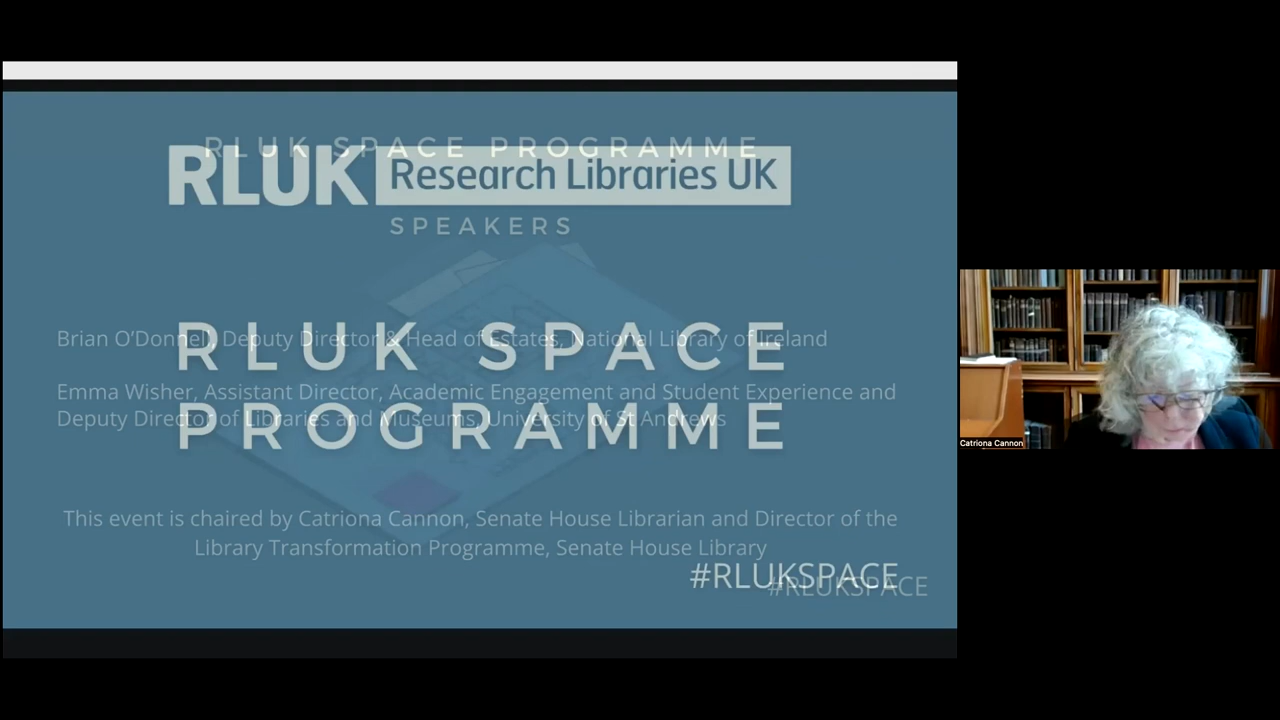 RLUK SPACE PROGRAMME
RLUK Research Libraries UK
SPEAKERS
Brian O'Donnell, Deputy Director & Head of Estates, National Library of Ireland
RLUK SPACE
PROGRAMME
Emma Wisher, Assistant Director, Academic Engagement and Student Experience and
Deputy Director of Libraries and Museums, University of St Andrews
This event is chaired by Catriona Cannon, Senate House Librarian and Director of the
Library Transformation Programme, Senate House Library
#RLUKSPACE
#RLUKSPACE
Catriona Cannon